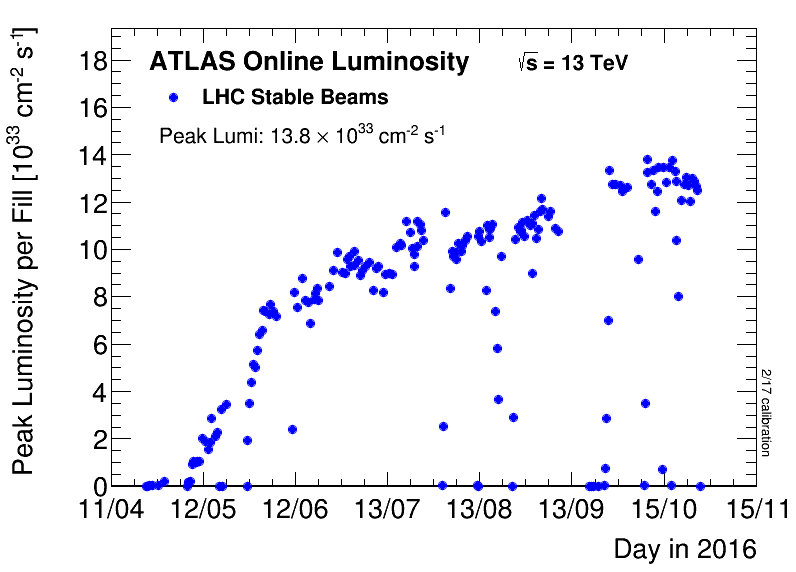 Peak Luminosity per Fill [10³³ cm⁻² s⁻¹]
18
16
14
12
10
8
6
4
2
0
ATLAS Online Luminosity √s = 13 TeV
LHC Stable Beams
Peak Lumi: 13.8 × 10³³ cm⁻² s⁻¹
2/17 calibration
11/04 12/05 12/06 13/07 13/08 13/09 15/10 15/11
Day in 2016